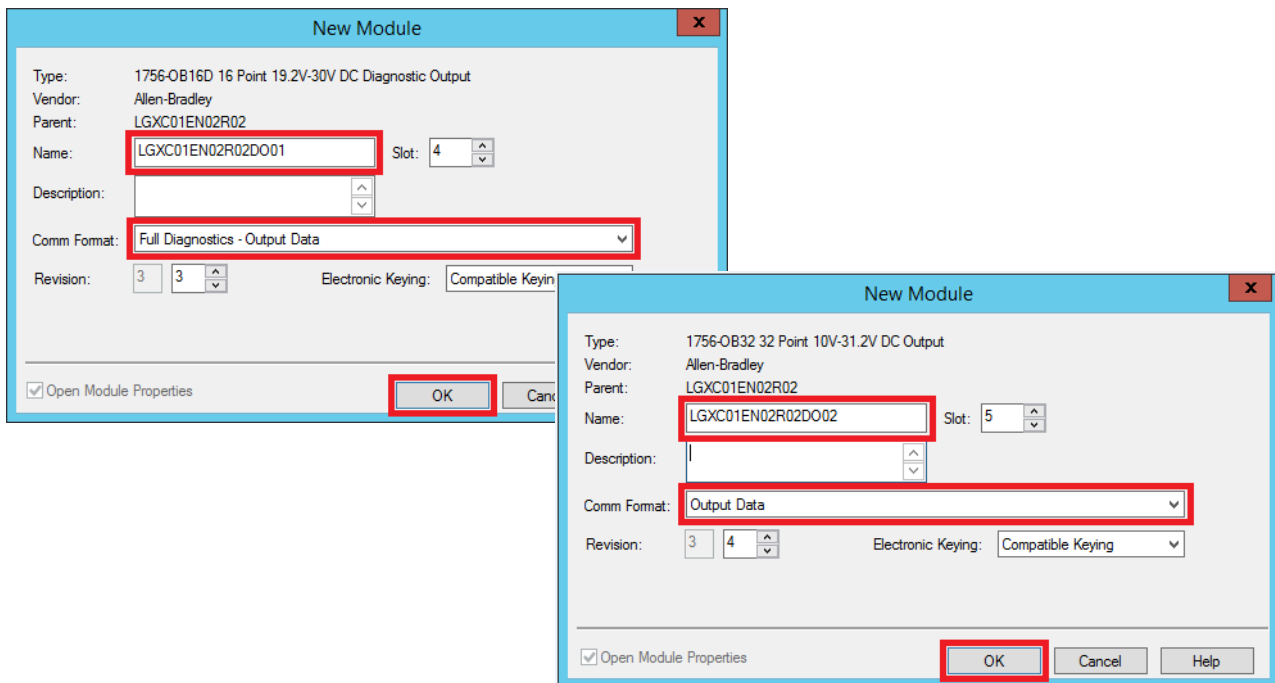 New Module
x
Type: 1756-OB16D 16 Point 19.2V-30V DC Diagnostic Output
Vendor: Allen-Bradley
Parent: LGXC01EN02R02
Name: LGXC01EN02R02DO01 Slot: 4
Description:
Comm Format: Full Diagnostics - Output Data
Revision: 3 3 Electronic Keying: Compatible Keyin
Open Module Properties OK Canc
New Module
x
Type: 1756-OB32 32 Point 10V-31.2V DC Output
Vendor: Allen-Bradley
Parent: LGXC01EN02R02
Name: LGXC01EN02R02DO02 Slot: 5
Description:
Comm Format: Output Data
Revision: 3 4 Electronic Keying: Compatible Keying
Open Module Properties OK Cancel Help